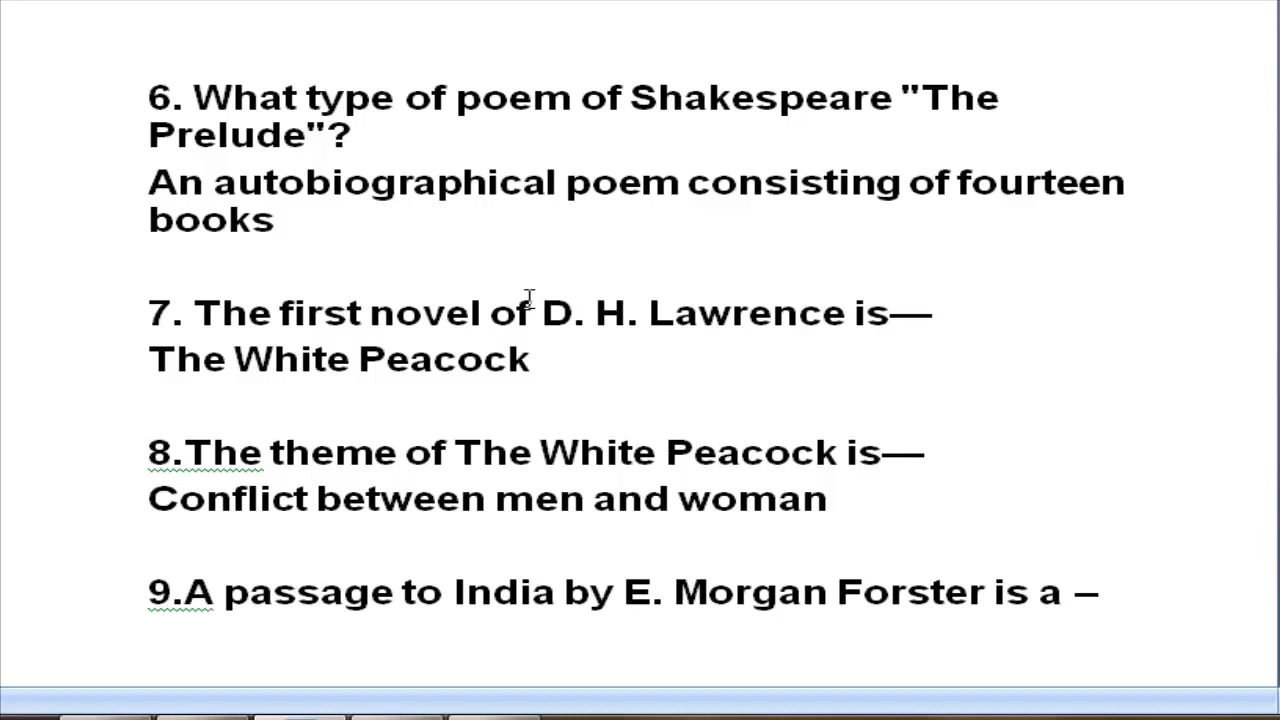 6. What type of poem of Shakespeare "The
Prelude"?
An autobiographical poem consisting of fourteen
books
7. The first novel of D. H. Lawrence is—
The White Peacock
8.The theme of The White Peacock is—
Conflict between men and woman
9.A passage to India by E. Morgan Forster is a –